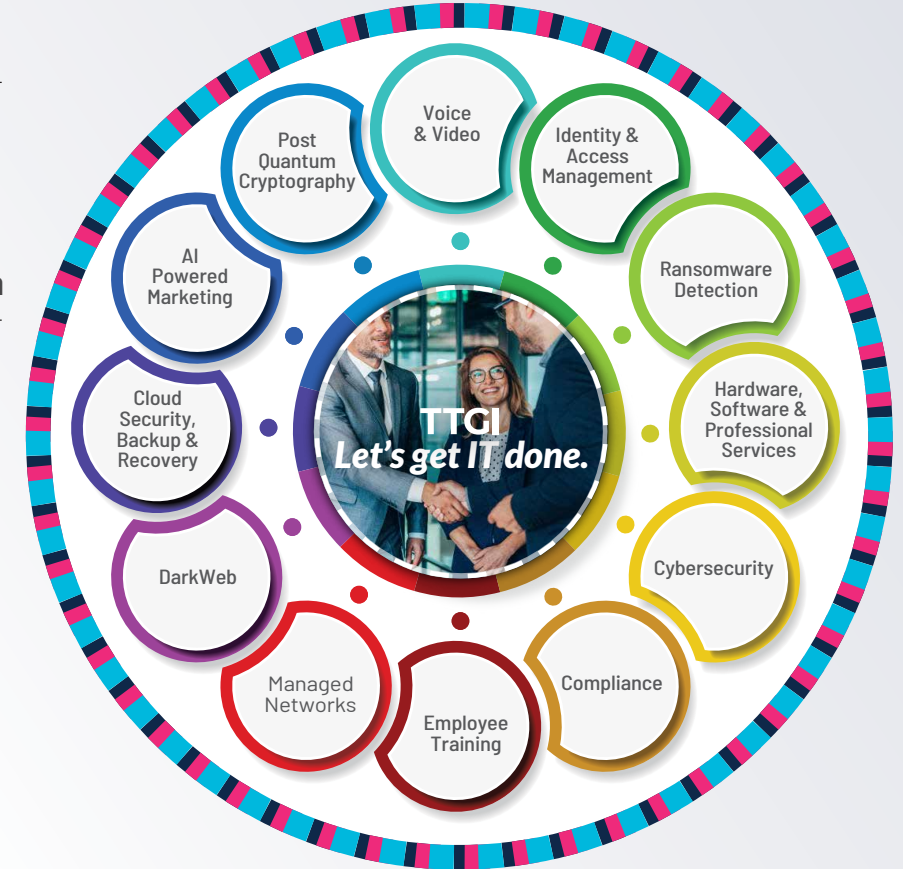 Voice
& Video
Identity &
Access
Management
Ransomware
Detection
Hardware,
Software &
Professional
Services
Cybersecurity
Compliance
Employee
Training
Managed
Networks
DarkWeb
Cloud
Security,
Backup &
Recovery
AI
Powered
Marketing
Post
Quantum
Cryptography
TTGI
Let's get IT done.